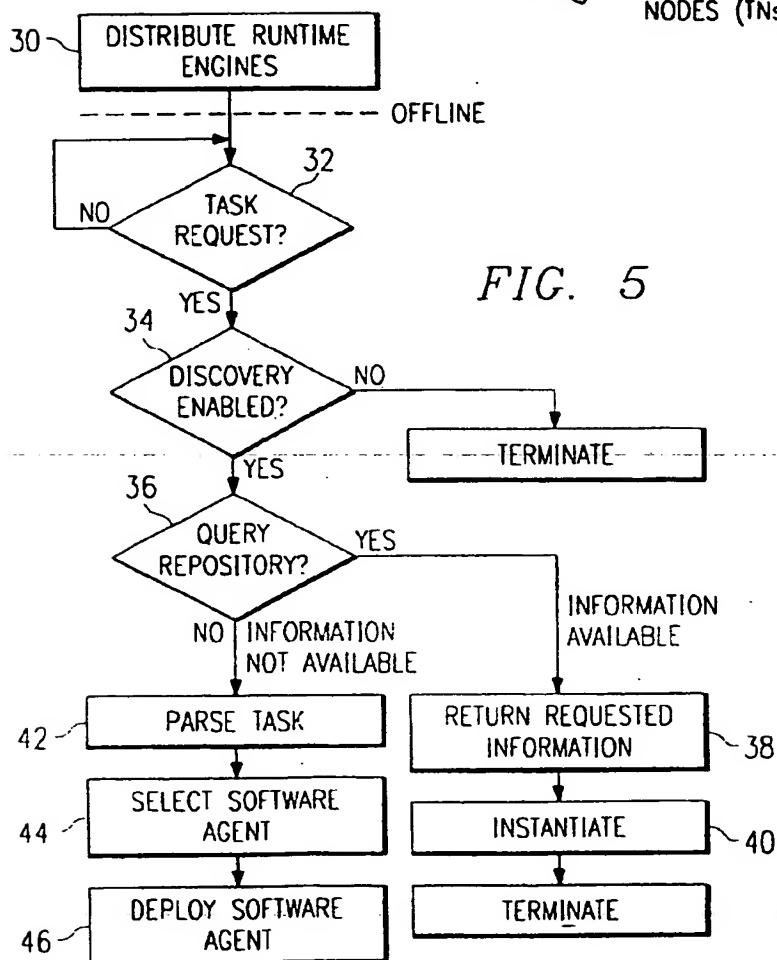 NODES (TNs
30
DISTRIBUTE RUNTIME
ENGINES
OFFLINE
32
NO
TASK
REQUEST?
FIG. 5
YES
34
DISCOVERY
ENABLED?
NO
TERMINATE
YES
36
QUERY
REPOSITORY?
YES
INFORMATION
AVAILABLE
NO
INFORMATION
NOT AVAILABLE
42
PARSE TASK
RETURN REQUESTED
INFORMATION
38
44
SELECT SOFTWARE
AGENT
INSTANTIATE
40
46
DEPLOY SOFTWARE
AGENT
TERMINATE